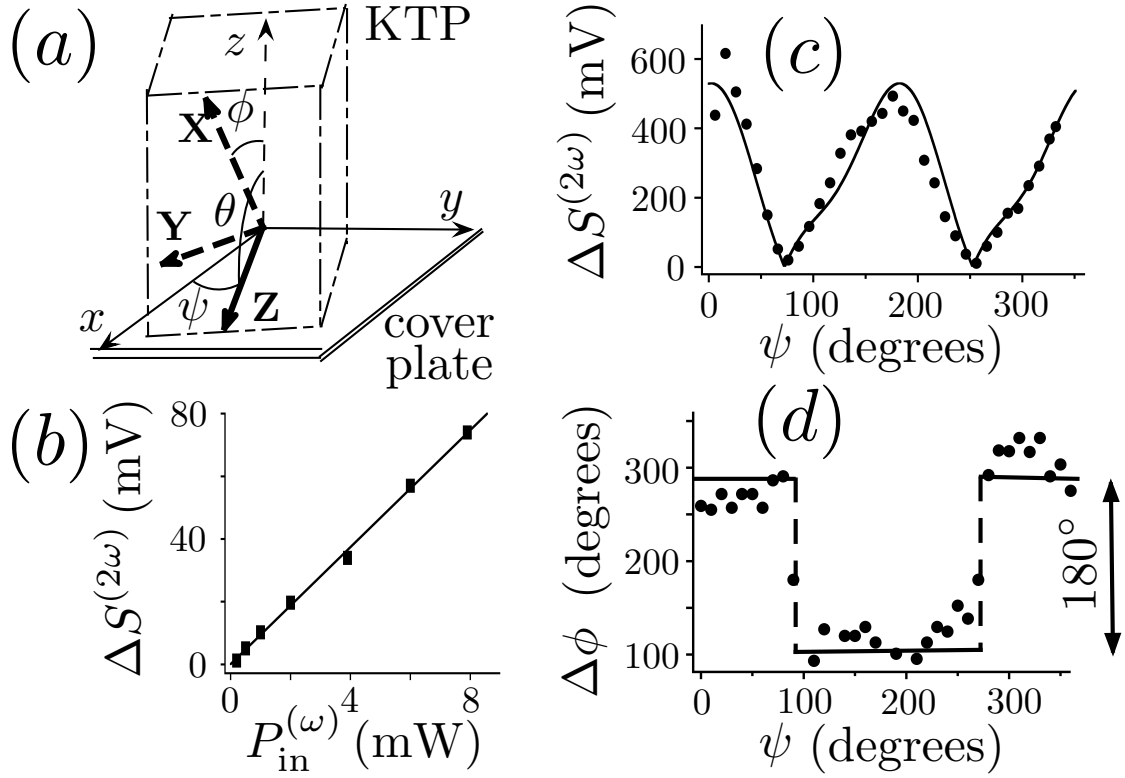 (a)
KTP
z
X
ϕ
θ
Y
y
ψ
Z
x
cover
plate
(b)
ΔS^(2ω) (mV)
80
40
0
0 4 8
P_in^(ω) (mW)
(c)
ΔS^(2ω) (mV)
600
400
200
0
0 100 200 300
ψ (degrees)
(d)
Δϕ (degrees)
300
200
100
0 100 200 300
ψ (degrees)
180°